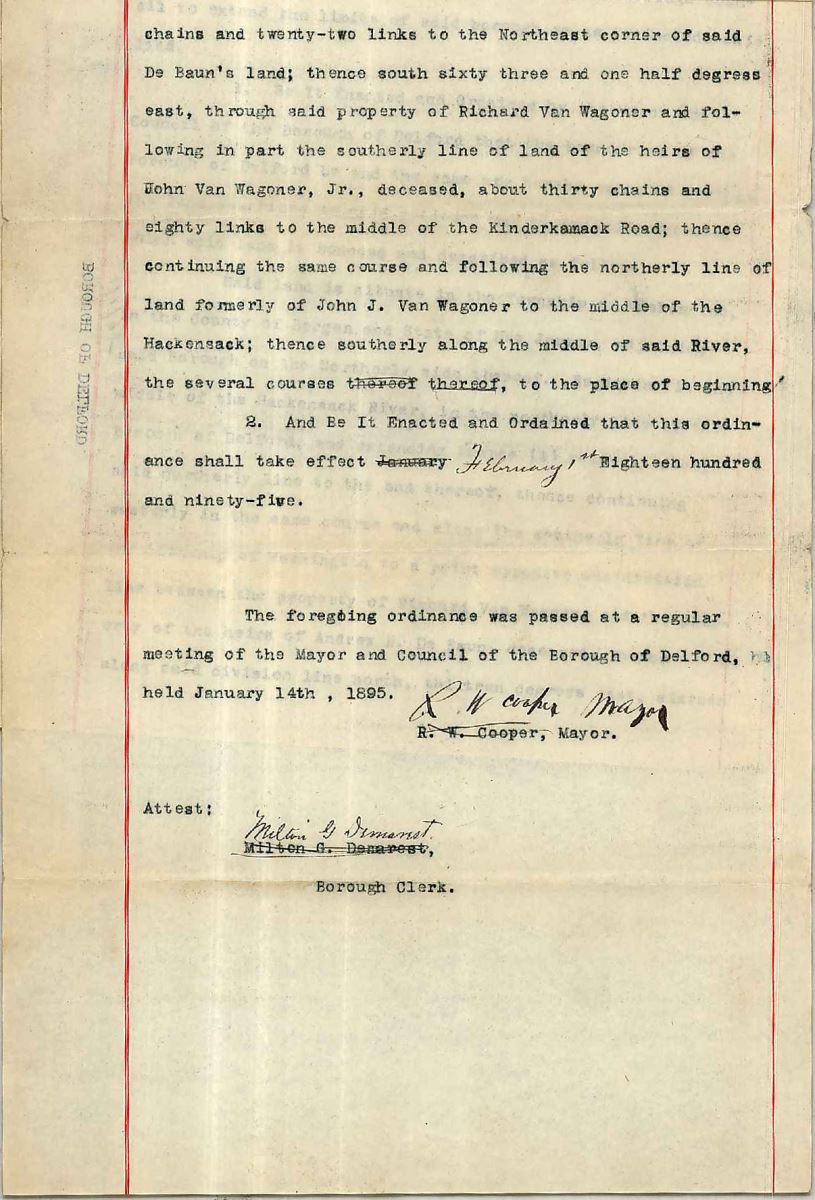 chains and twenty-two links to the Northeast corner of said
De Baun's land; thence south sixty three and one half degress
east, through said property of Richard Van Wagoner and fol-
lowing in part the southerly line of land of the heirs of
John Van Wagoner, Jr., deceased, about thirty chains and
eighty links to the middle of the Kinderkamack Road; thence
continuing the same course and following the northerly line of
land formerly of John J. Van Wagoner to the middle of the
Hackensack; thence southerly along the middle of said River,
the several courses thereof thereof, to the place of beginning
2. And Be It Enacted and Ordained that this ordin-
ance shall take effect January February 1st Eighteen hundred
and ninety-five.
The foregoing ordinance was passed at a regular
meeting of the Mayor and Council of the Borough of Delford,
held January 14th , 1895.
R W Cooper Mayor
R. W. Cooper, Mayor.
Attest:
Milton G Demarest.
Milton G. Demarest,
Borough Clerk.
BOROUGH OF DELFORD